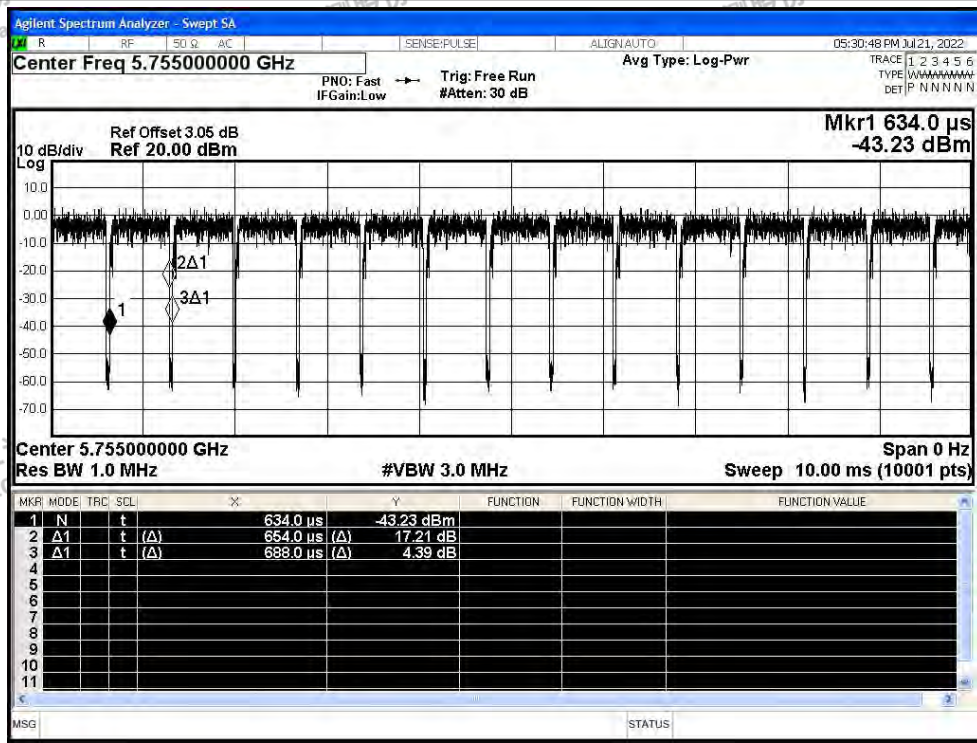 Agilent Spectrum Analyzer - Swept SA
R RF 50 Ω AC SENSE:PULSE ALIGNAUTO 05:30:48 PM Jul 21, 2022
Center Freq 5.755000000 GHz Avg Type: Log-Pwr TRACE 1 2 3 4 5 6
PNO: Fast Trig: Free Run TYPE WWWWWW
IFGain:Low #Atten: 30 dB DET P N N N N N
Mkr1 634.0 µs
Ref Offset 3.05 dB
10 dB/div Ref 20.00 dBm -43.23 dBm
Log
10.0
0.00
-10.0
-20.0
2Δ1
-30.0
3Δ1
1
-40.0
-50.0
-60.0
-70.0
Center 5.755000000 GHz Span 0 Hz
Res BW 1.0 MHz #VBW 3.0 MHz Sweep 10.00 ms (10001 pts)
MKR MODE TRC SCL X Y FUNCTION FUNCTION WIDTH FUNCTION VALUE
1 N t 634.0 µs -43.23 dBm
2 Δ1 t (Δ) 654.0 µs (Δ) 17.21 dB
3 Δ1 t (Δ) 688.0 µs (Δ) 4.39 dB
4
5
6
7
8
9
10
11
MSG STATUS